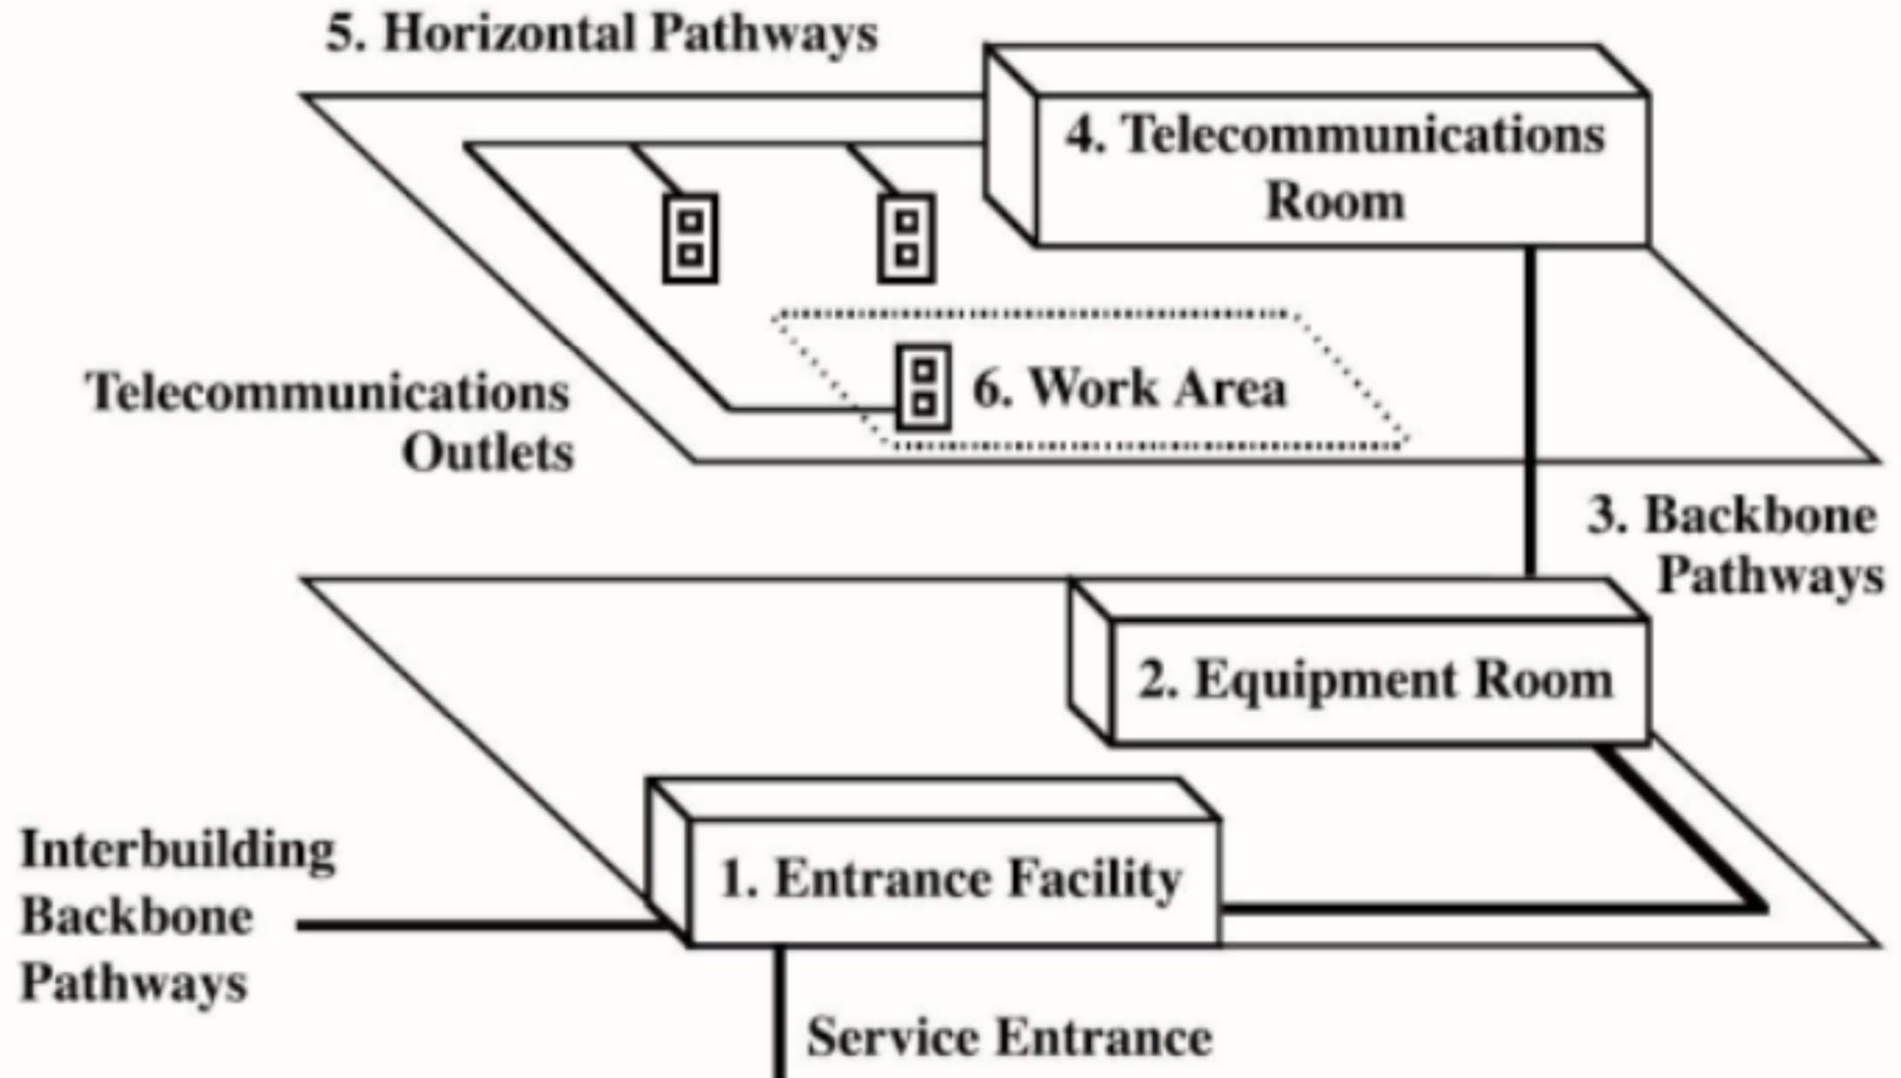 5. Horizontal Pathways
4. Telecommunications
Room
6. Work Area
Telecommunications
Outlets
3. Backbone
Pathways
2. Equipment Room
1. Entrance Facility
Interbuilding
Backbone
Pathways
Service Entrance